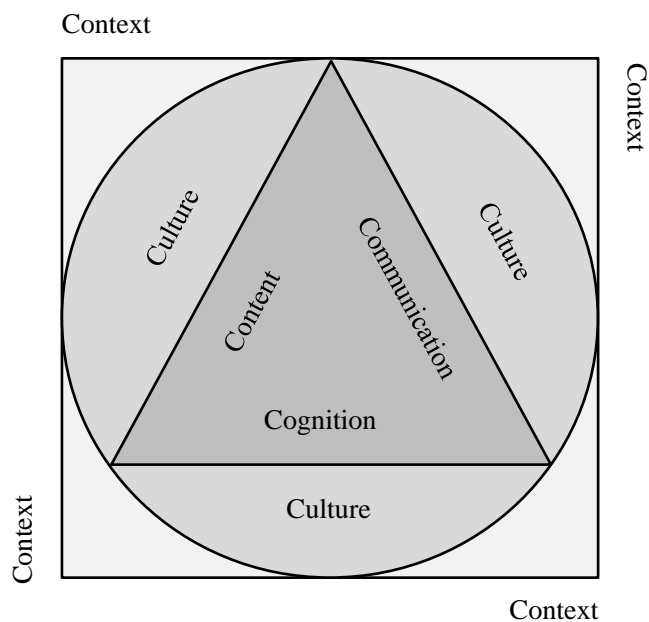 Context
Context
Culture
Culture
Content
Communication
Cognition
Culture
Context
Context